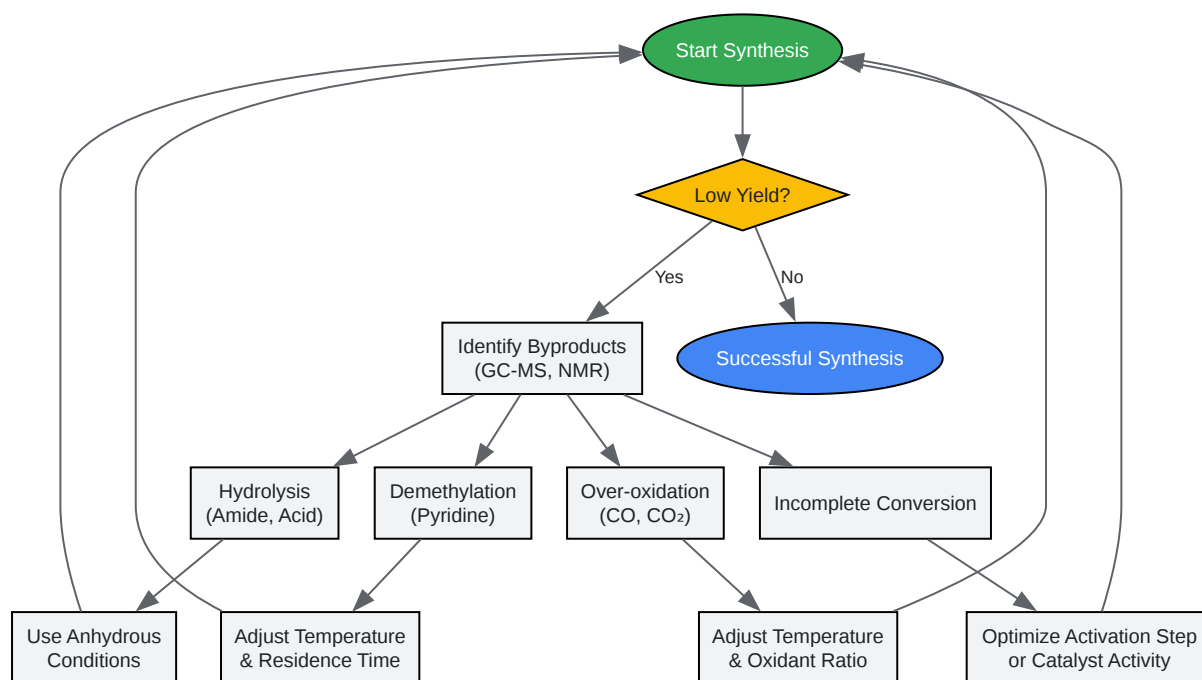 Start Synthesis
Low Yield?
Yes
No
Identify Byproducts
(GC-MS, NMR)
Successful Synthesis
Hydrolysis
(Amide, Acid)
Demethylation
(Pyridine)
Over-oxidation
(CO, CO₂)
Incomplete Conversion
Use Anhydrous
Conditions
Adjust Temperature
& Residence Time
Adjust Temperature
& Oxidant Ratio
Optimize Activation Step
or Catalyst Activity